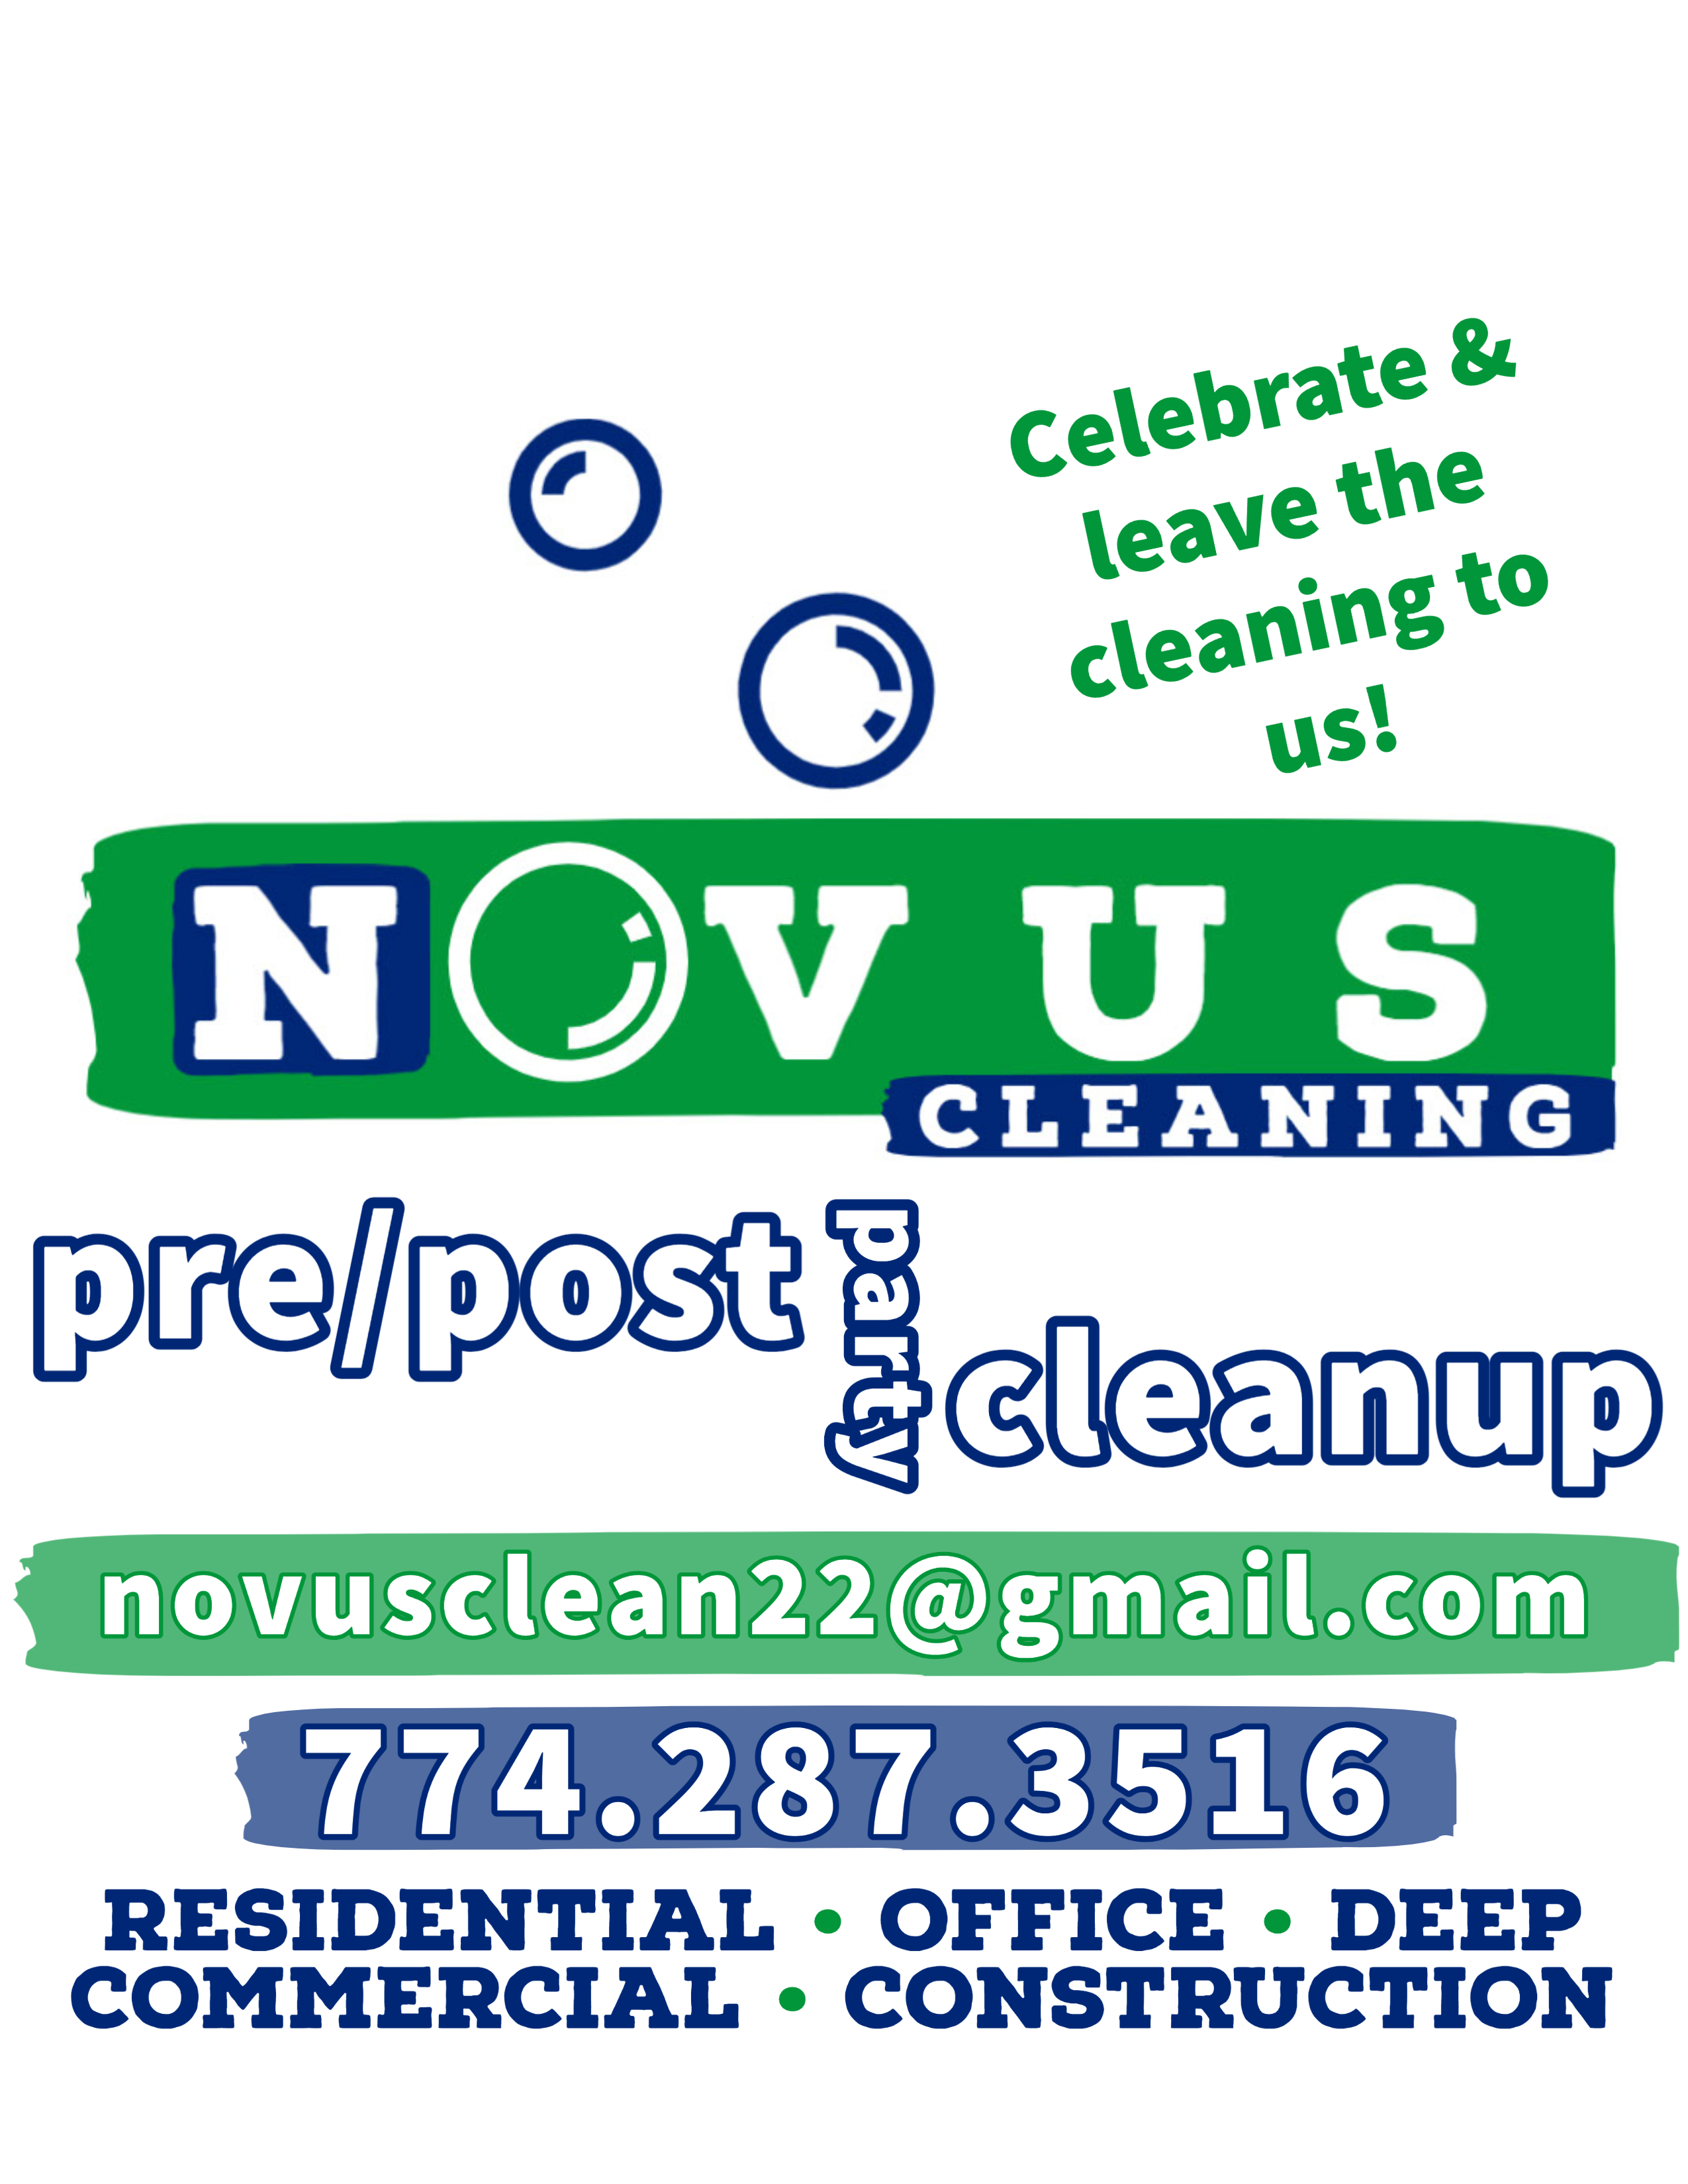 Celebrate &
leave the
cleaning to
us!
NOVUS
CLEANING
pre/post party cleanup
novusclean22@gmail.com
774.287.3516
RESIDENTIAL • OFFICE • DEEP
COMMERCIAL • CONSTRUCTION